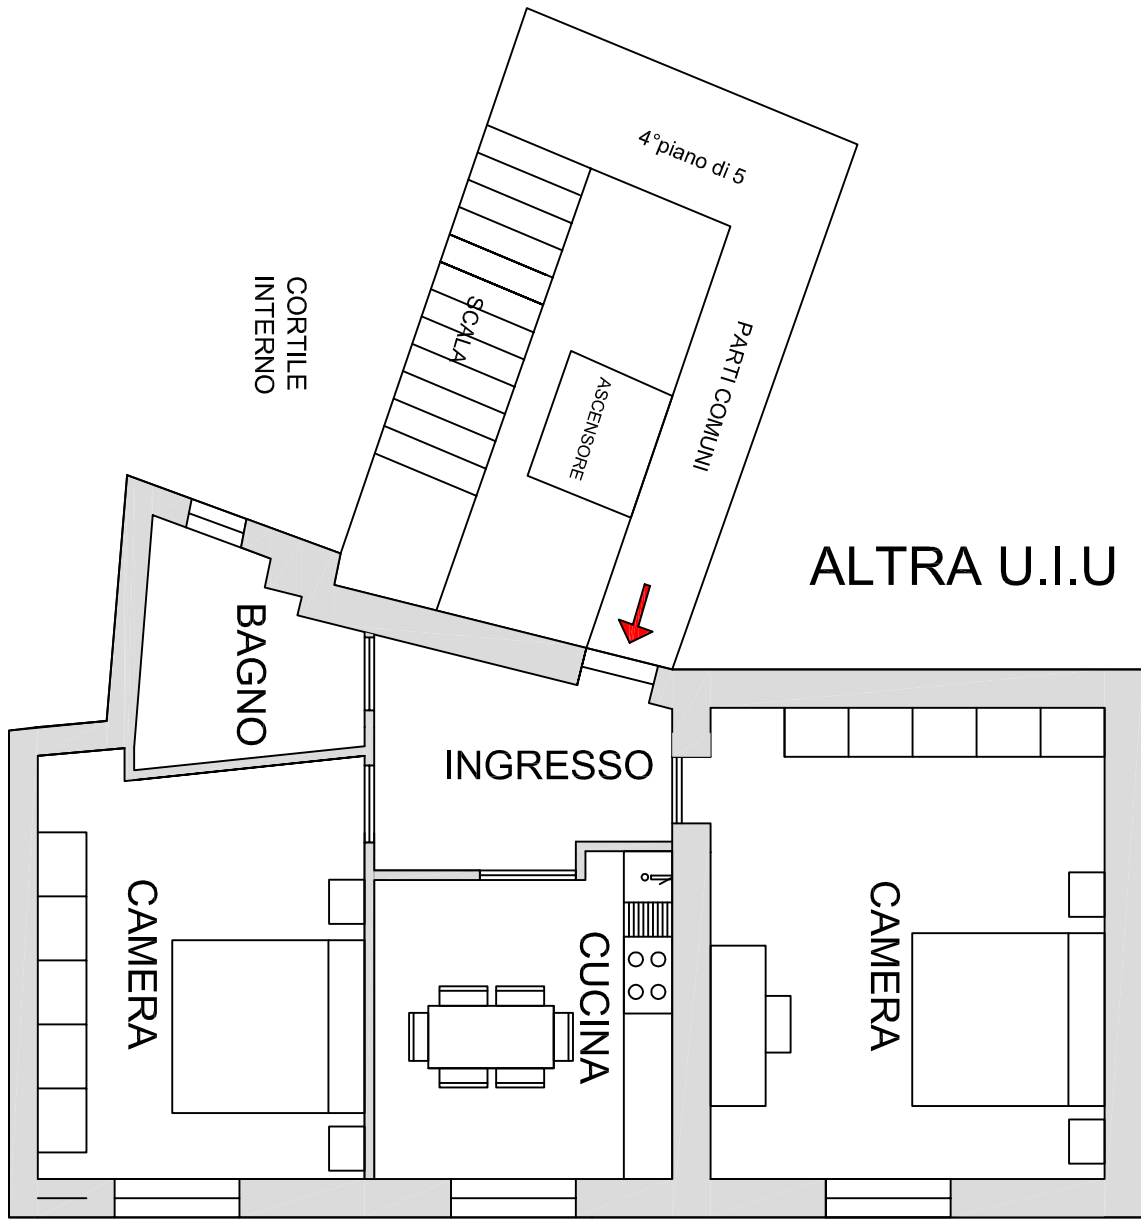 4°piano di 5
CORTILE
INTERNO
SCALA
PARTI COMUNI
ASCENSORE
ALTRA U.I.U
BAGNO
INGRESSO
CAMERA
CUCINA
CAMERA